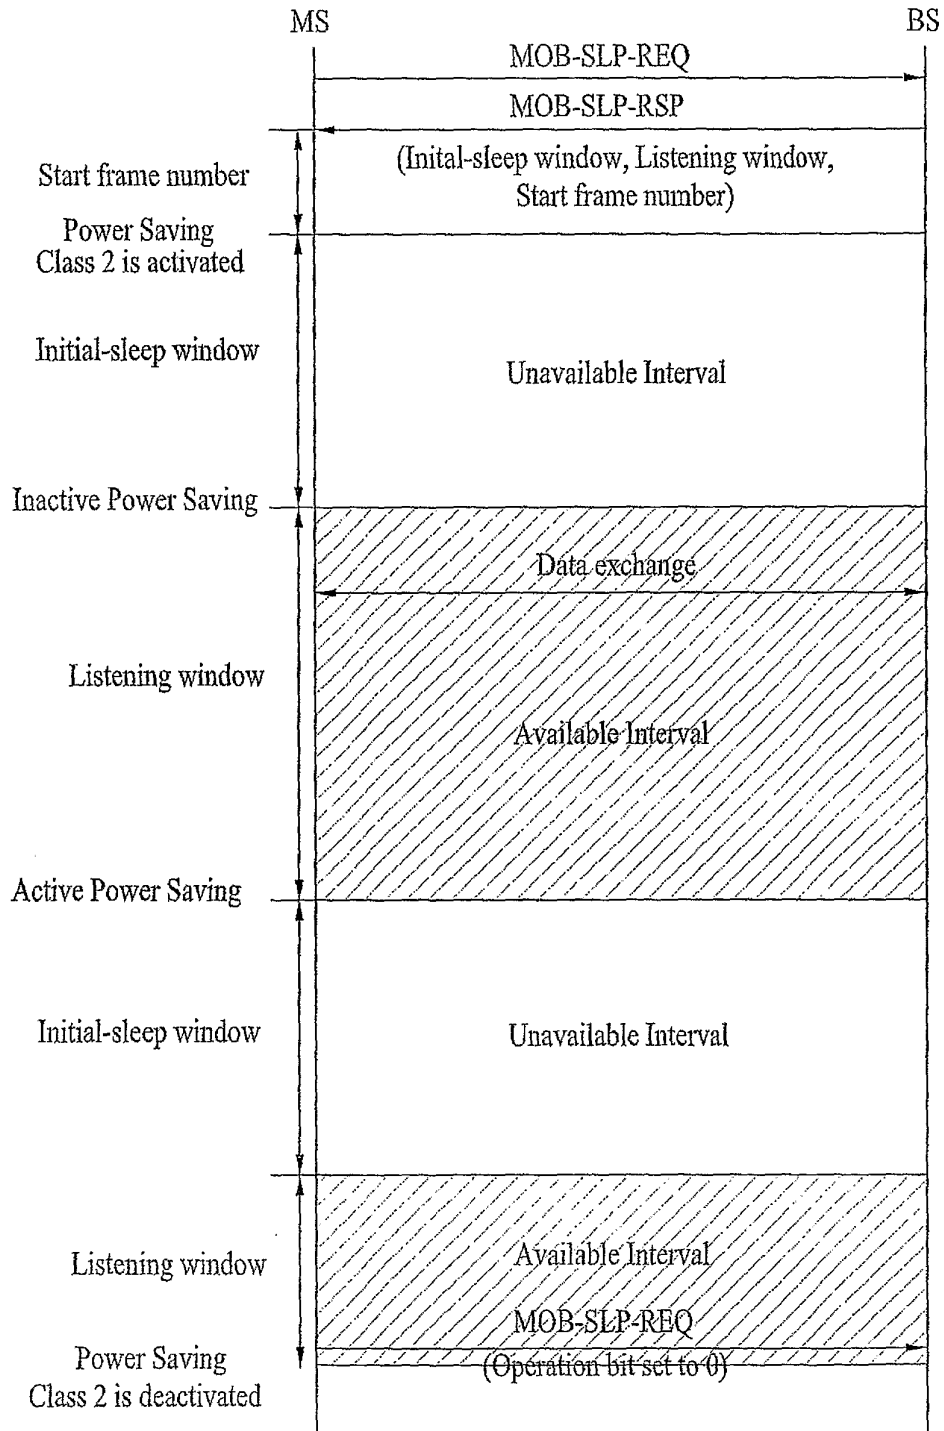 MS
BS
MOB-SLP-REQ
MOB-SLP-RSP
(Inital-sleep window, Listening window,
Start frame number)
Start frame number
Power Saving
Class 2 is activated
Initial-sleep window
Unavailable Interval
Inactive Power Saving
Data exchange
Listening window
Available Interval
Active Power Saving
Initial-sleep window
Unavailable Interval
Listening window
Available Interval
MOB-SLP-REQ
(Operation bit set to 0)
Power Saving
Class 2 is deactivated